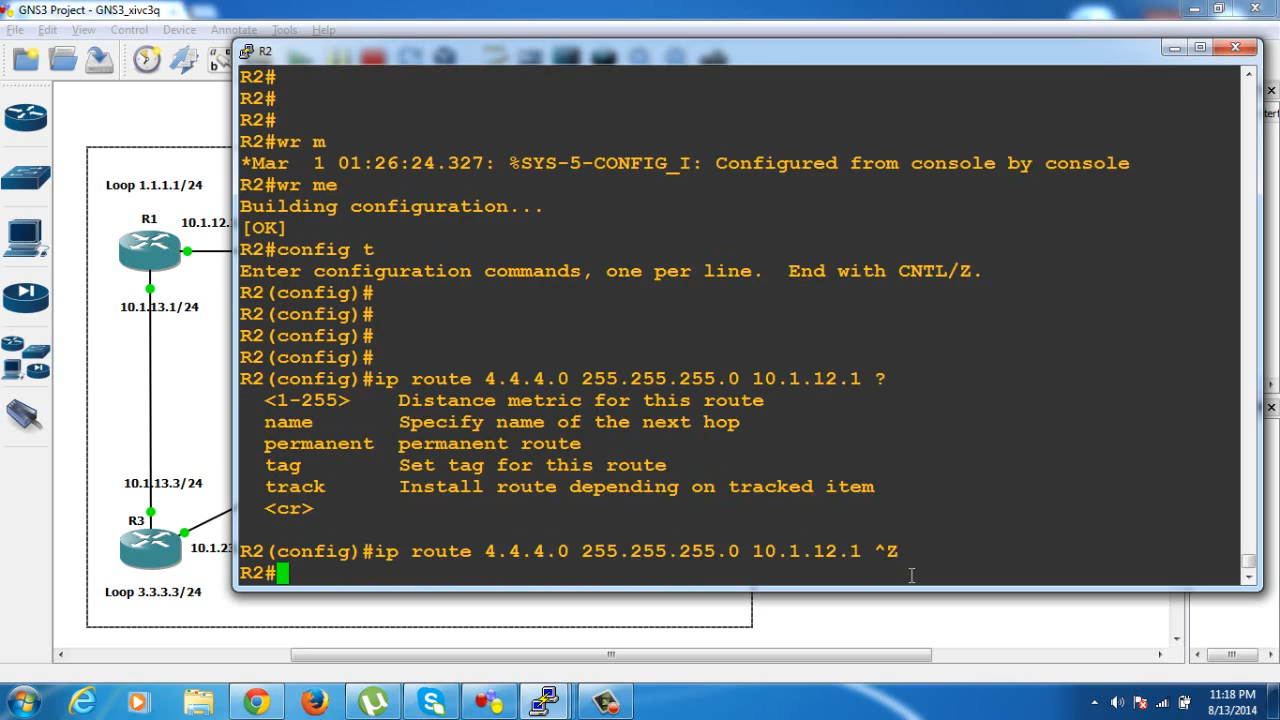 GNS3 Project - GNS3_xivc3q
File Edit View Control Device Annotate Tools Help
R2
R2#
R2#
R2#
R2#wr m
*Mar  1 01:26:24.327: %SYS-5-CONFIG_I: Configured from console by console
R2#wr me
Building configuration...
[OK]
R2#config t
Enter configuration commands, one per line.  End with CNTL/Z.
R2(config)#
R2(config)#
R2(config)#
R2(config)#
R2(config)#ip route 4.4.4.0 255.255.255.0 10.1.12.1 ?
<1-255>    Distance metric for this route
name       Specify name of the next hop
permanent  permanent route
tag        Set tag for this route
track      Install route depending on tracked item
<cr>
R2(config)#ip route 4.4.4.0 255.255.255.0 10.1.12.1 ^Z
R2#
Loop 1.1.1.1/24
R1
10.1.12.
10.1.13.1/24
10.1.13.3/24
R3
10.1.23
Loop 3.3.3.3/24
11:18 PM
8/13/2014